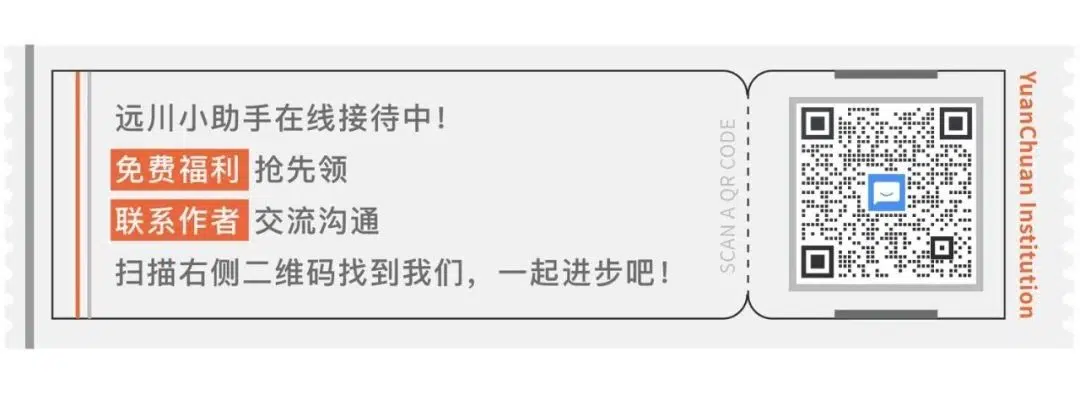 远川小助手在线接待中！
免费福利 抢先领
联系作者 交流沟通
扫描右侧二维码找到我们，一起进步吧！
SCAN A QR CODE
YuanChuan Institution